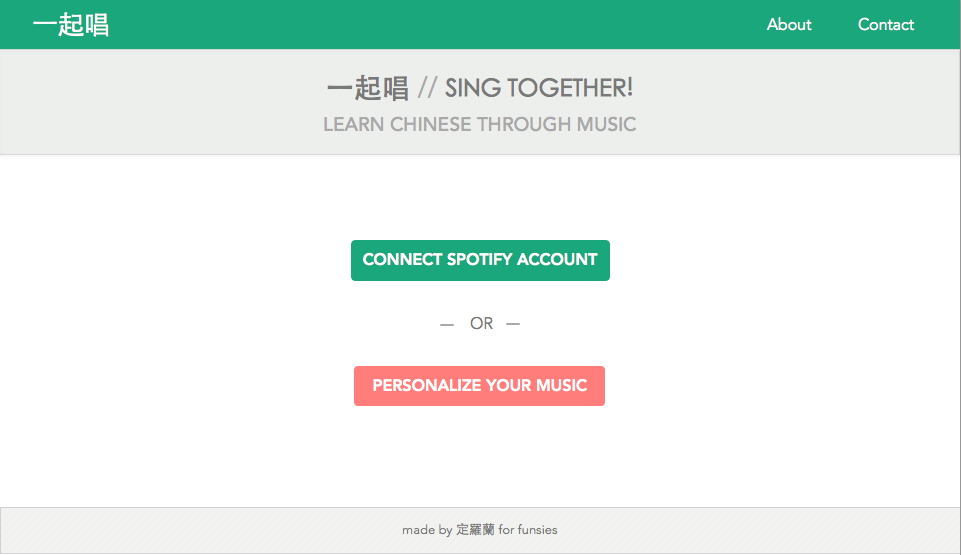 一起唱 About Contact
一起唱 // SING TOGETHER!
LEARN CHINESE THROUGH MUSIC
CONNECT SPOTIFY ACCOUNT
— OR —
PERSONALIZE YOUR MUSIC
made by 定羅蘭 for funsies